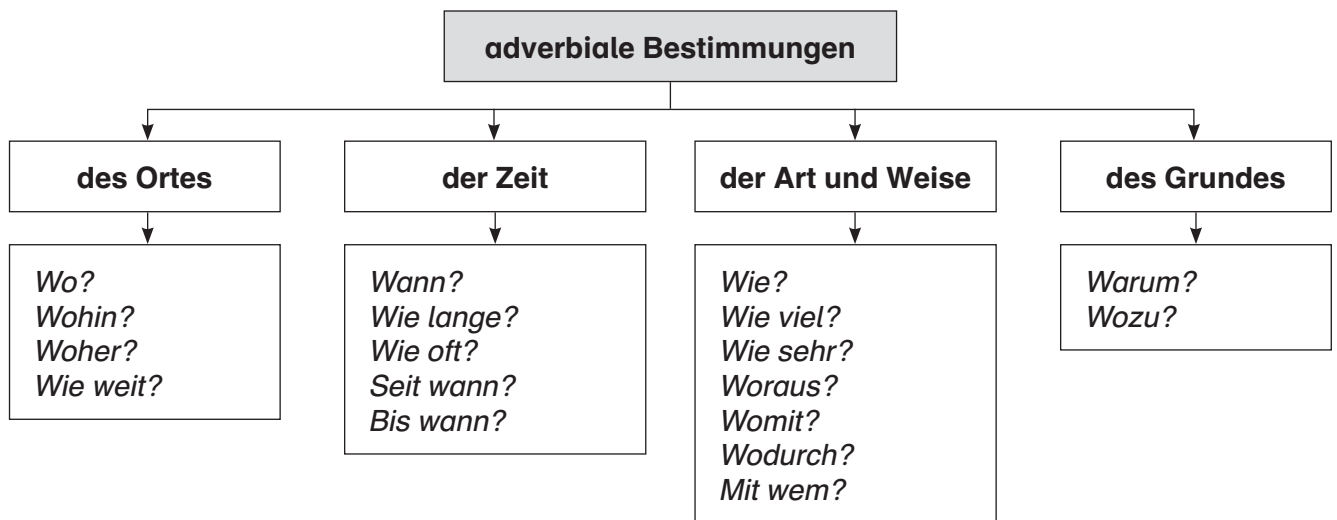 adverbiale Bestimmungen
des Ortes
Wo?
Wohin?
Woher?
Wie weit?
der Zeit
Wann?
Wie lange?
Wie oft?
Seit wann?
Bis wann?
der Art und Weise
Wie?
Wie viel?
Wie sehr?
Woraus?
Womit?
Wodurch?
Mit wem?
des Grundes
Warum?
Wozu?